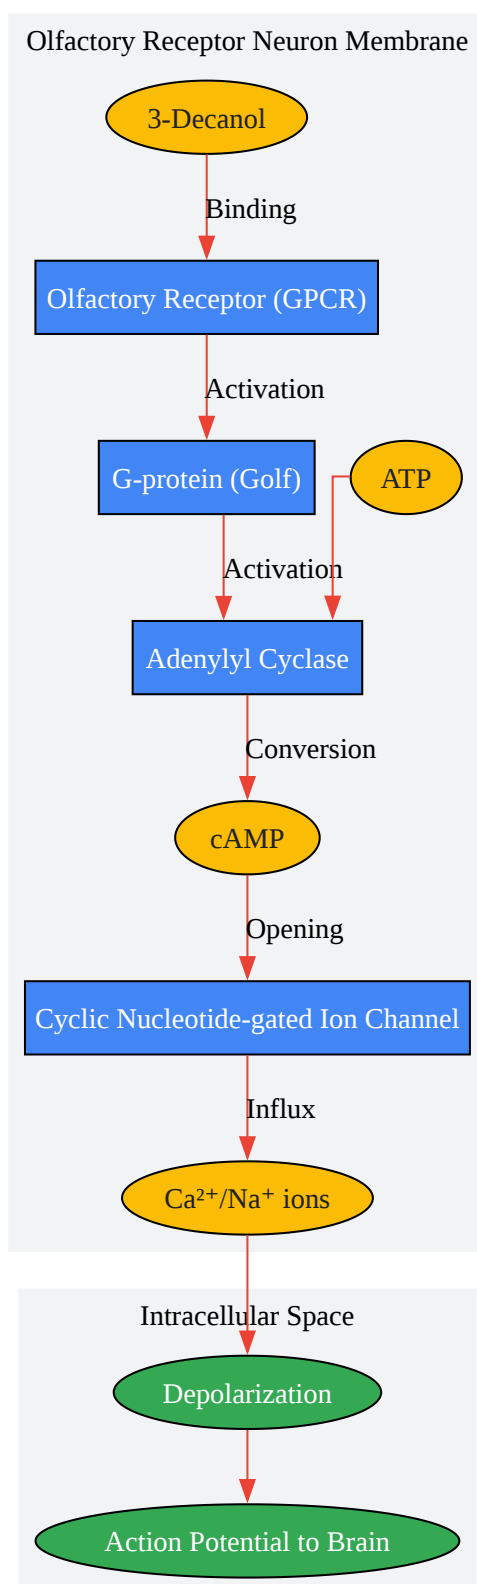 Olfactory Receptor Neuron Membrane
3-Decanol
Binding
Olfactory Receptor (GPCR)
Activation
G-protein (Golf)
ATP
Activation
Adenylyl Cyclase
Conversion
cAMP
Opening
Cyclic Nucleotide-gated Ion Channel
Influx
Ca²⁺/Na⁺ ions
Intracellular Space
Depolarization
Action Potential to Brain